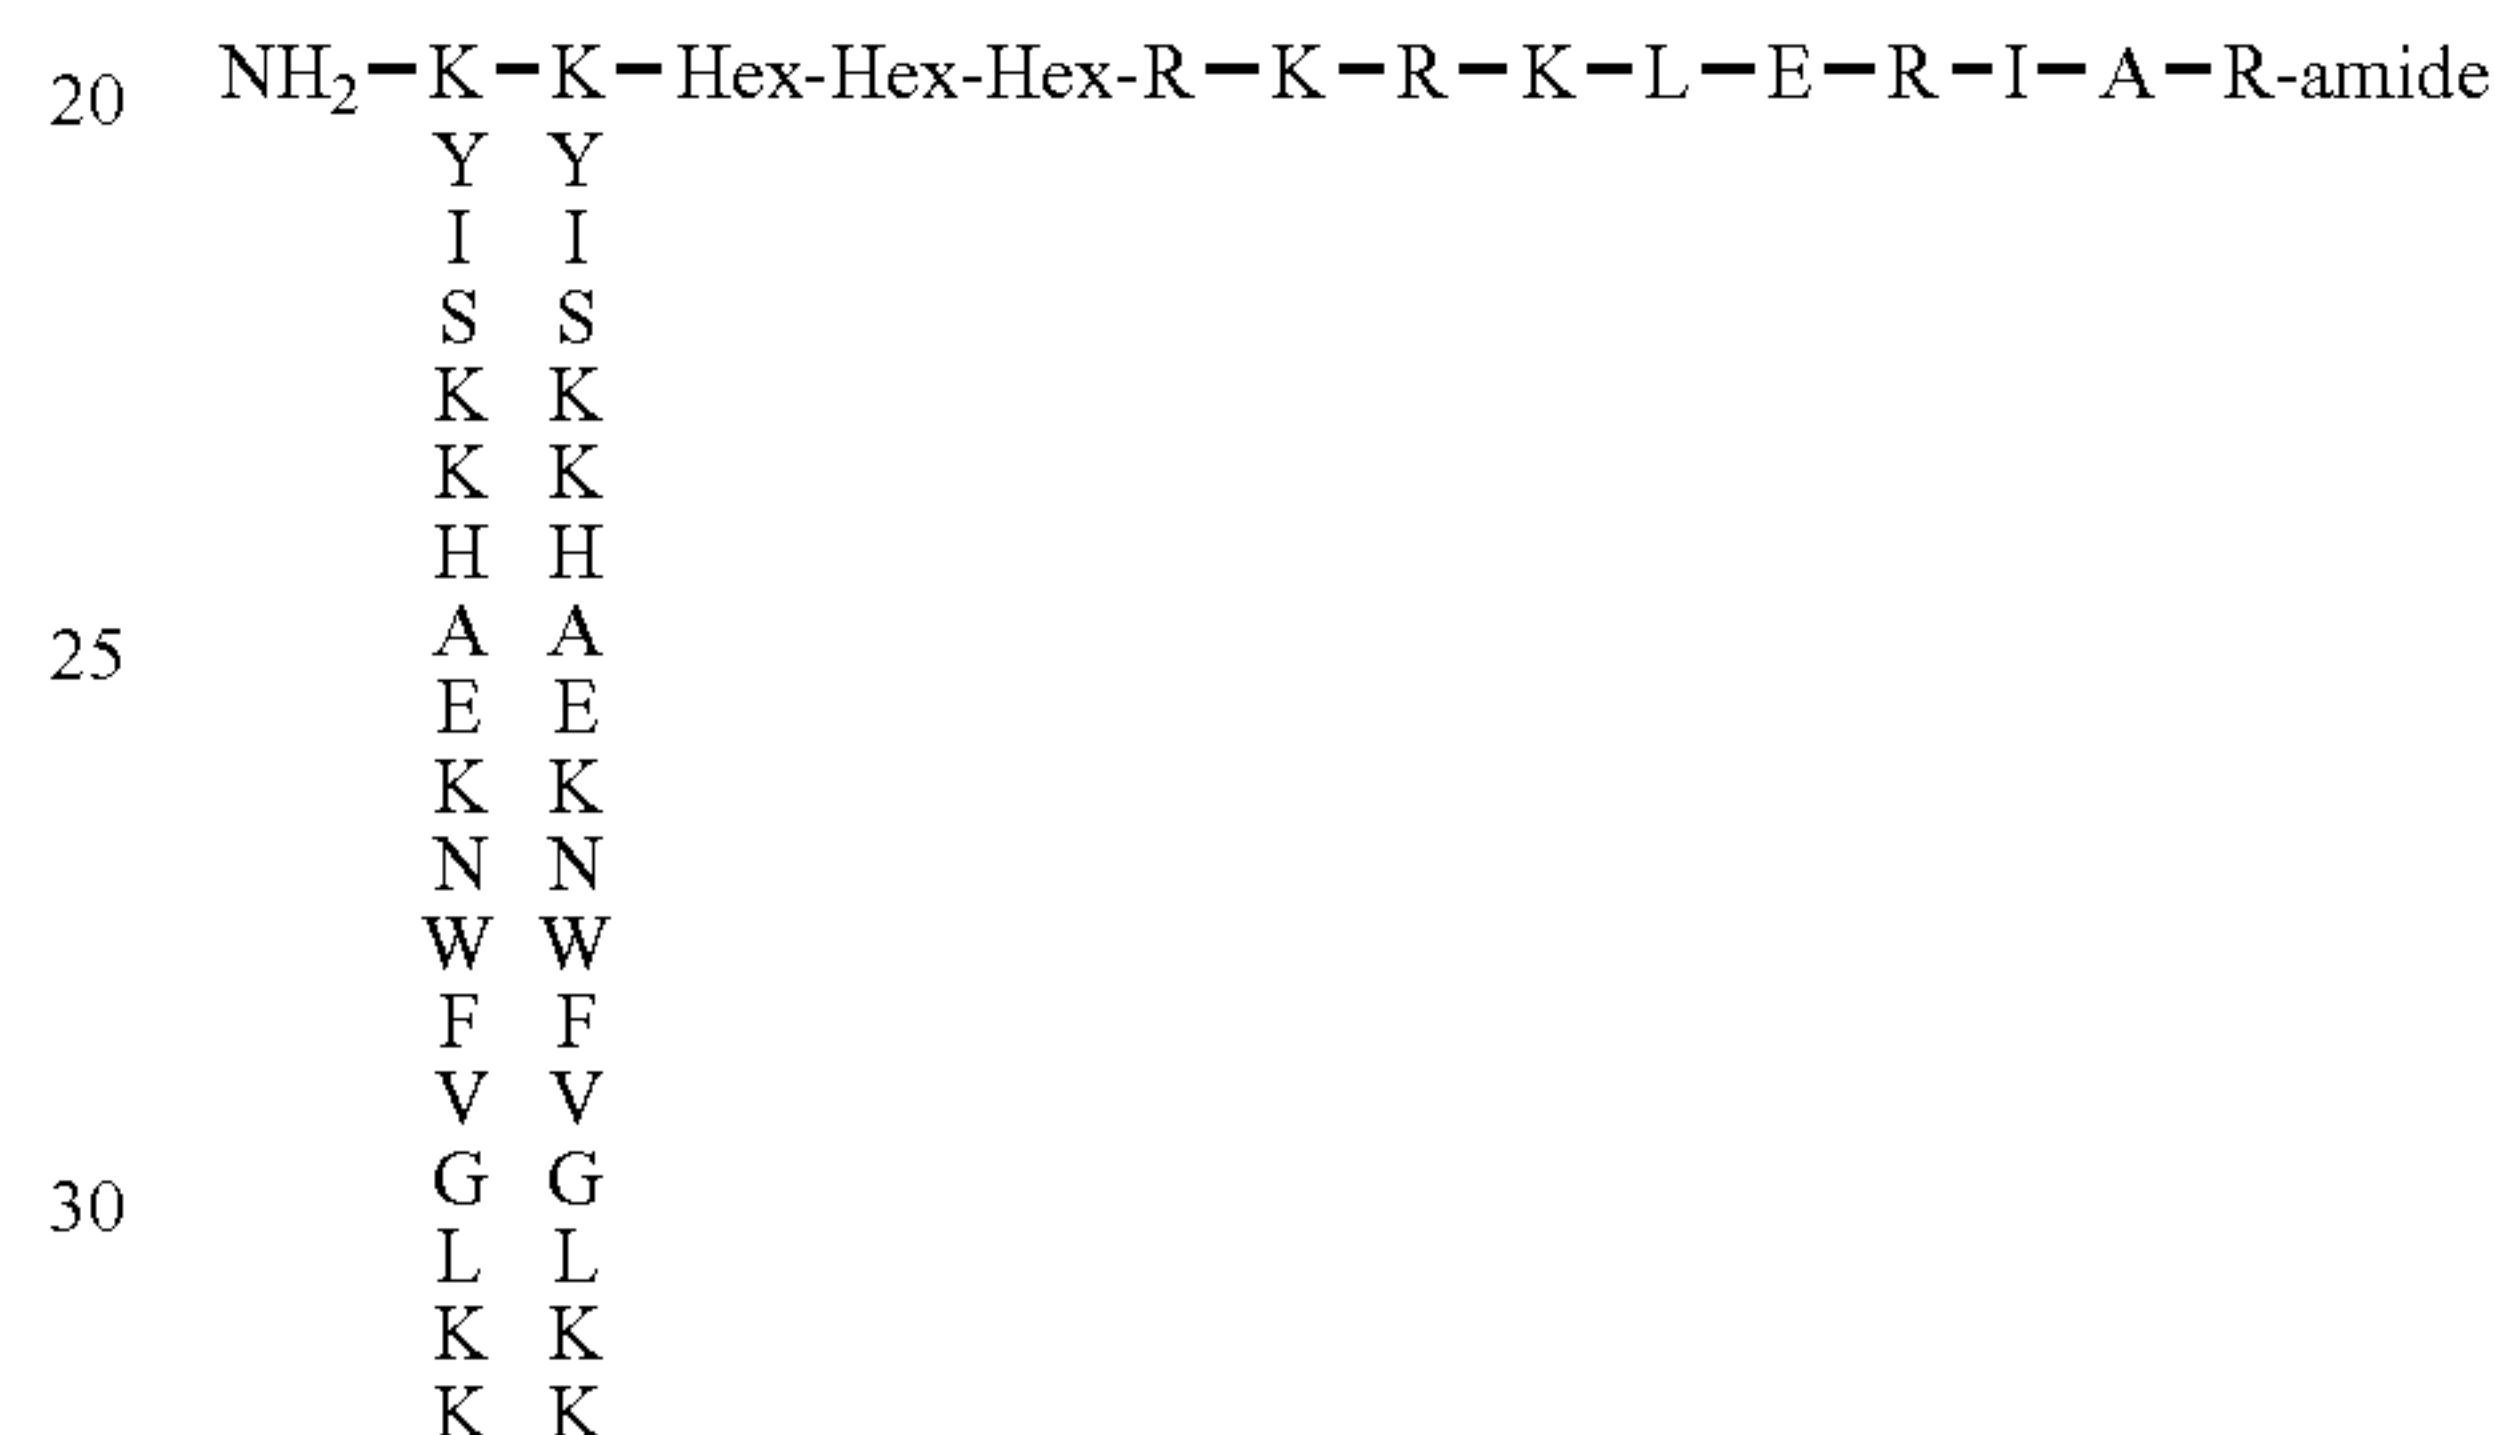 20 NH2-K-K-Hex-Hex-Hex-R-K-R-K-L-E-R-I-A-R-amide
Y Y
I I
S S
K K
K K
H H
25 A A
E E
K K
N N
W W
F F
V V
30 G G
L L
K K
K K